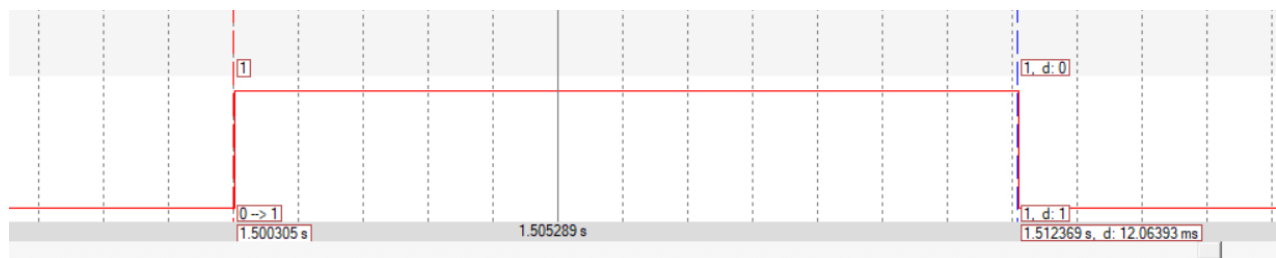 1
1, d: 0
0 --> 1
1, d: 1
1.500305 s
1.505289 s
1.512369 s, d: 12.06393 ms